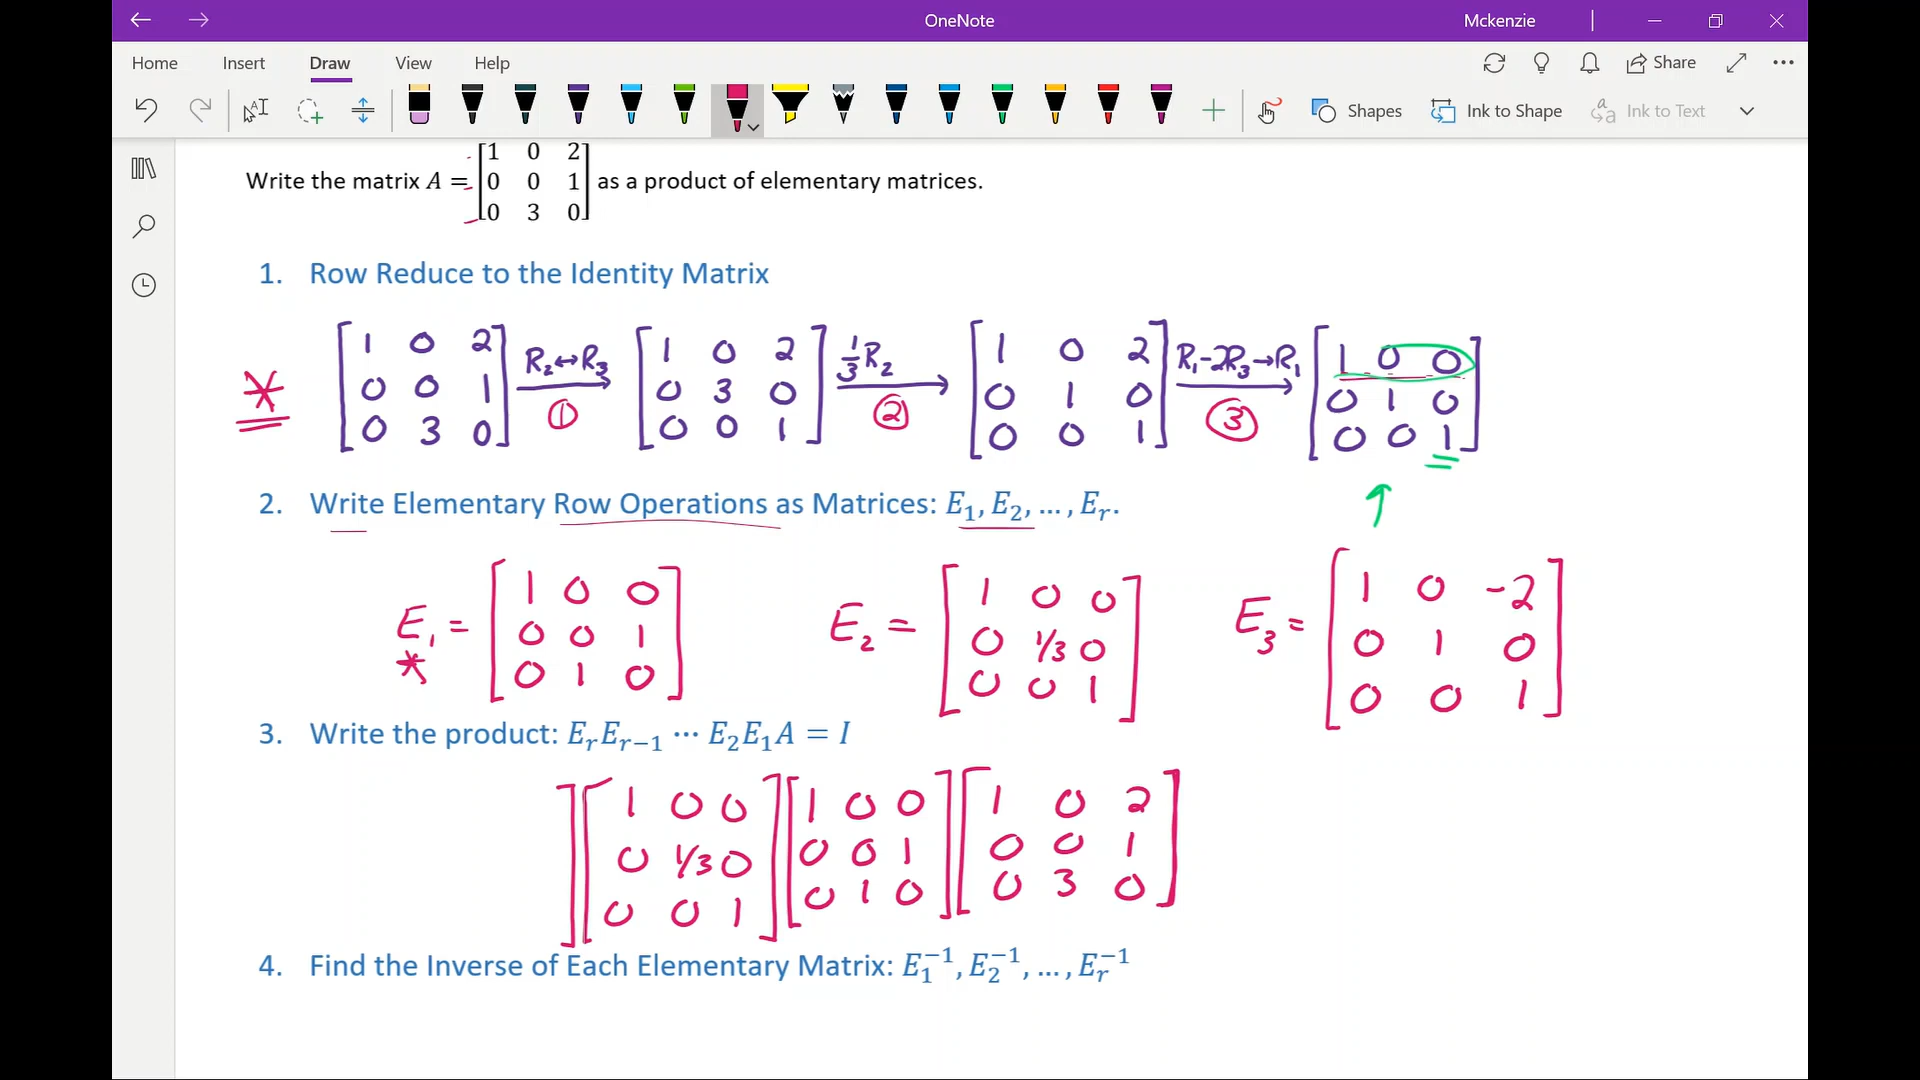 OneNote
Mckenzie
Home Insert Draw View Help
Share
Shapes Ink to Shape Ink to Text
Write the matrix A = [1 0 2; 0 0 1; 0 3 0] as a product of elementary matrices.
1. Row Reduce to the Identity Matrix
[1 0 2] R₂↔R₃ [1 0 2] 1/3 R₂ [1 0 2] R₁-2R₃→R₁ [1 0 0]
* [0 0 1] ① [0 3 0] ② [0 1 0] ③ [0 1 0]
[0 3 0] [0 0 1] [0 0 1] [0 0 1]
2. Write Elementary Row Operations as Matrices: E₁, E₂, … , Eᵣ.
[1 0 0] [1 0 0] [1 0 -2]
E₁ = [0 0 1] E₂ = [0 1/3 0] E₃ = [0 1 0]
* [0 1 0] [0 0 1] [0 0 1]
3. Write the product: EᵣEᵣ₋₁ ⋯ E₂E₁A = I
] [1 0 0] [1 0 0] [1 0 2]
[0 1/3 0] [0 0 1] [0 0 1]
[0 0 1] [0 1 0] [0 3 0]
4. Find the Inverse of Each Elementary Matrix: E₁⁻¹, E₂⁻¹, … , Eᵣ⁻¹